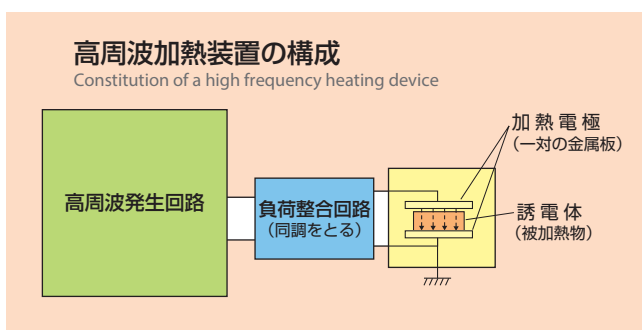 高周波加熱装置の構成
Constitution of a high frequency heating device
高周波発生回路
負荷整合回路
(同調をとる)
加熱電極
(一対の金属板)
誘電体
(被加熱物)